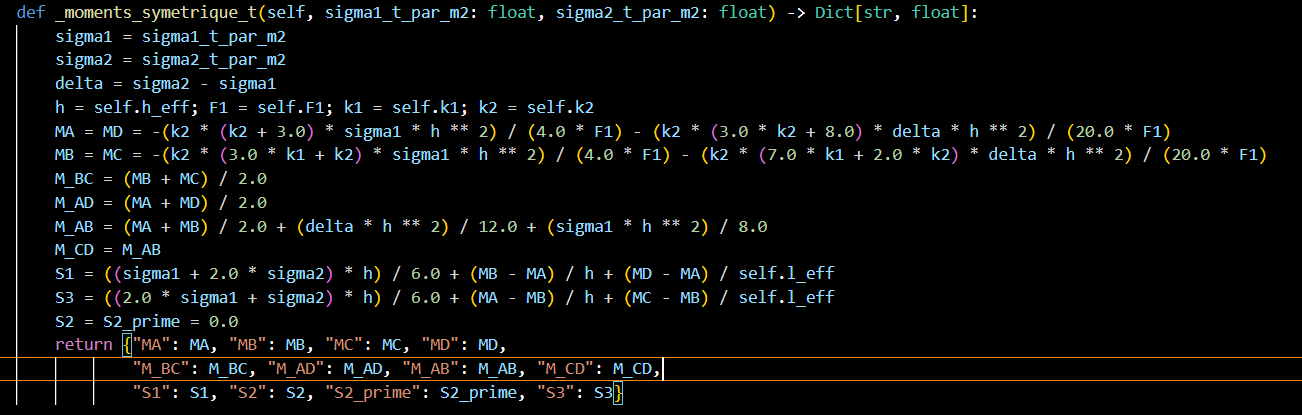 def _moments_symetrique_t(self, sigma1_t_par_m2: float, sigma2_t_par_m2: float) -> Dict[str, float]:
    sigma1 = sigma1_t_par_m2
    sigma2 = sigma2_t_par_m2
    delta = sigma2 - sigma1
    h = self.h_eff; F1 = self.F1; k1 = self.k1; k2 = self.k2
    MA = MD = -(k2 * (k2 + 3.0) * sigma1 * h ** 2) / (4.0 * F1) - (k2 * (3.0 * k2 + 8.0) * delta * h ** 2) / (20.0 * F1)
    MB = MC = -(k2 * (3.0 * k1 + k2) * sigma1 * h ** 2) / (4.0 * F1) - (k2 * (7.0 * k1 + 2.0 * k2) * delta * h ** 2) / (20.0 * F1)
    M_BC = (MB + MC) / 2.0
    M_AD = (MA + MD) / 2.0
    M_AB = (MA + MB) / 2.0 + (delta * h ** 2) / 12.0 + (sigma1 * h ** 2) / 8.0
    M_CD = M_AB
    S1 = ((sigma1 + 2.0 * sigma2) * h) / 6.0 + (MB - MA) / h + (MD - MA) / self.l_eff
    S3 = ((2.0 * sigma1 + sigma2) * h) / 6.0 + (MA - MB) / h + (MC - MB) / self.l_eff
    S2 = S2_prime = 0.0
    return {"MA": MA, "MB": MB, "MC": MC, "MD": MD,
            "M_BC": M_BC, "M_AD": M_AD, "M_AB": M_AB, "M_CD": M_CD,
            "S1": S1, "S2": S2, "S2_prime": S2_prime, "S3": S3}